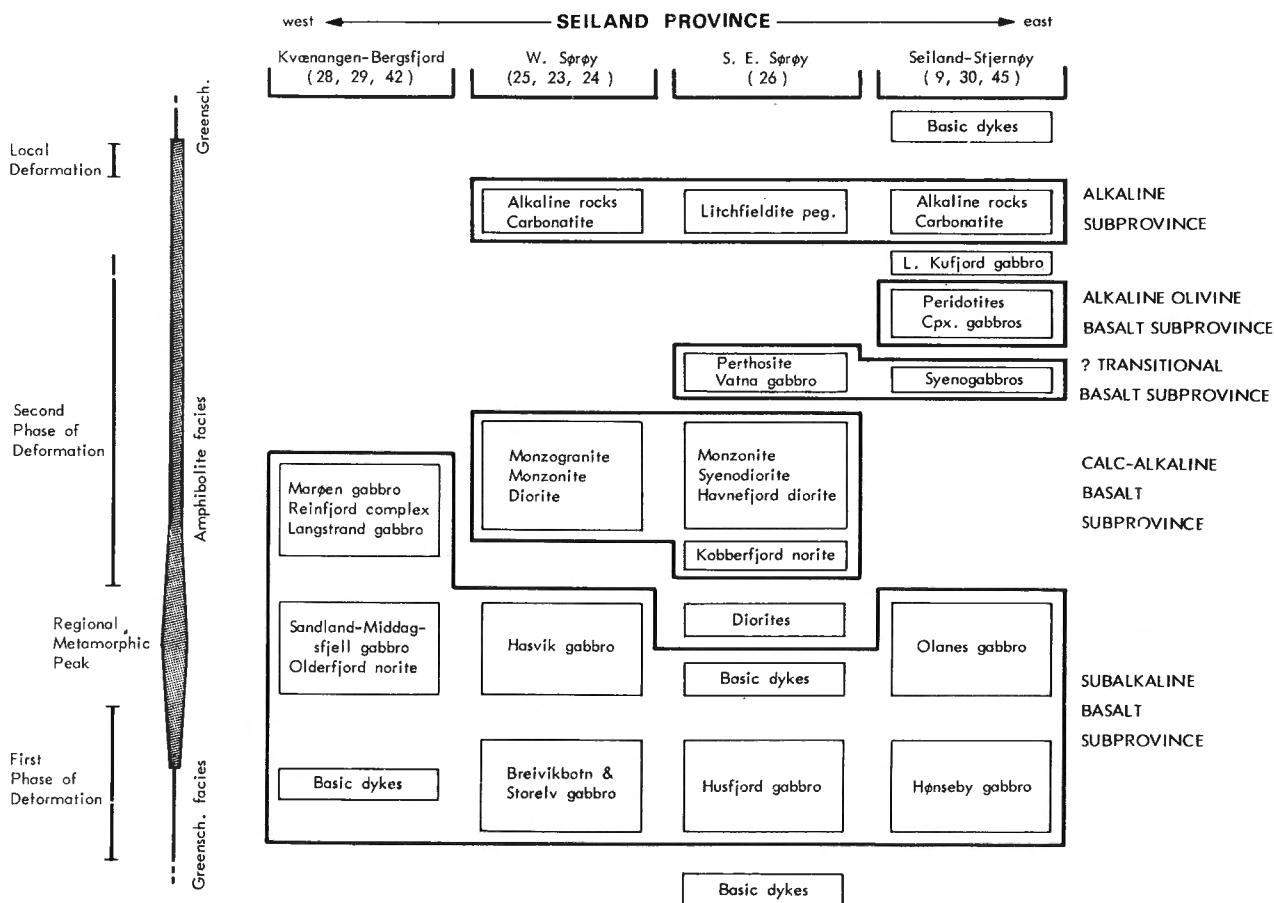 SEILAND PROVINCE
west
east
Kvænangen-Bergsfjord
(28, 29, 42)
W. Sørøy
(25, 23, 24)
S. E. Sørøy
(26)
Seiland-Stjernøy
(9, 30, 45)
Greensch.
Amphibolite facies
Greensch. facies
Local
Deformation
Second
Phase of
Deformation
Regional
Metamorphic
Peak
First
Phase of
Deformation
Basic dykes
Alkaline rocks
Carbonatite
Litchfieldite peg.
Alkaline rocks
Carbonatite
ALKALINE
SUBPROVINCE
L. Kufjord gabbro
Peridotites
Cpx. gabbros
ALKALINE OLIVINE
BASALT SUBPROVINCE
Perthosite
Vatna gabbro
Syenogabbros
? TRANSITIONAL
BASALT SUBPROVINCE
Marøen gabbro
Reinfjord complex
Langstrand gabbro
Monzogranite
Monzonite
Diorite
Monzonite
Syenodiorite
Havnefjord diorite
Kobberfjord norite
CALC-ALKALINE
BASALT
SUBPROVINCE
Sandland-Middag-
sfjell gabbro
Olderfjord norite
Hasvik gabbro
Diorites
Basic dykes
Olanes gabbro
SUBALKALINE
BASALT
SUBPROVINCE
Basic dykes
Breivikbotn &
Storelv gabbro
Husfjord gabbro
Hønseby gabbro
Basic dykes